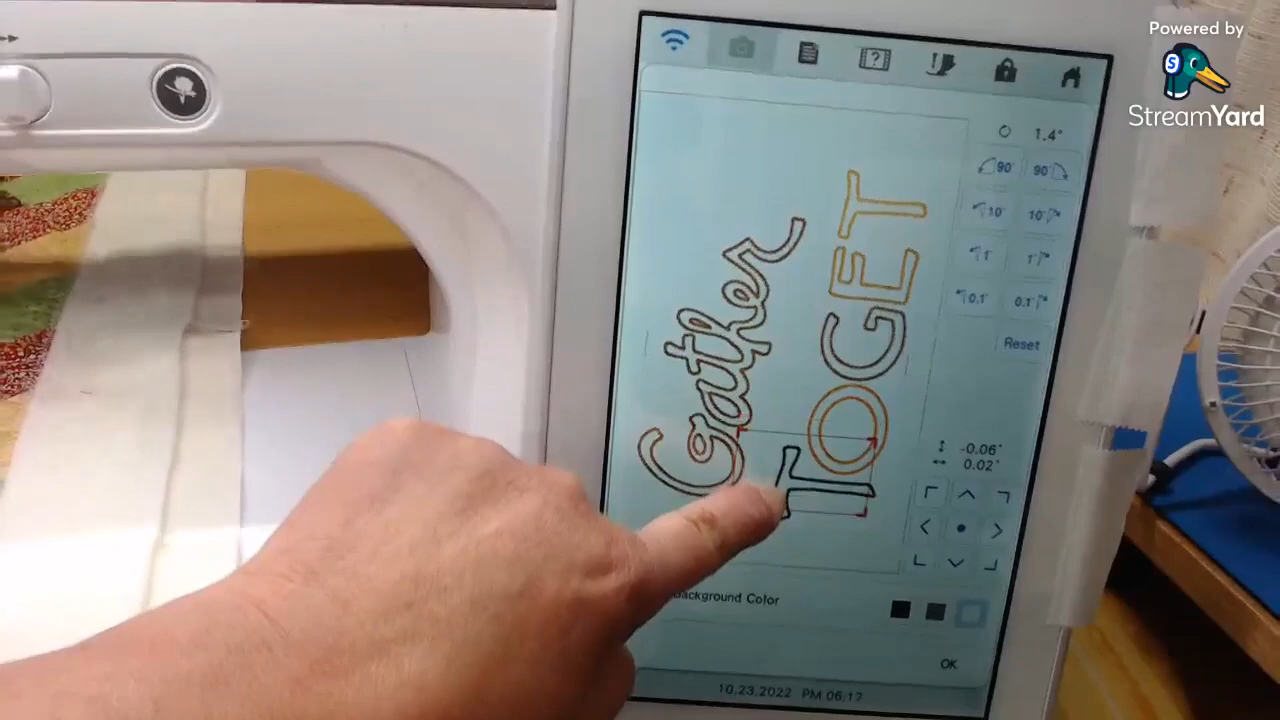 Powered by
StreamYard
1.4°
90° 90°
10° 10°
1° 1°
0.1° 0.1°
Reset
Gather
TOGET
-0.06"
0.02"
Background Color
OK
10.23.2022 PM 06:17